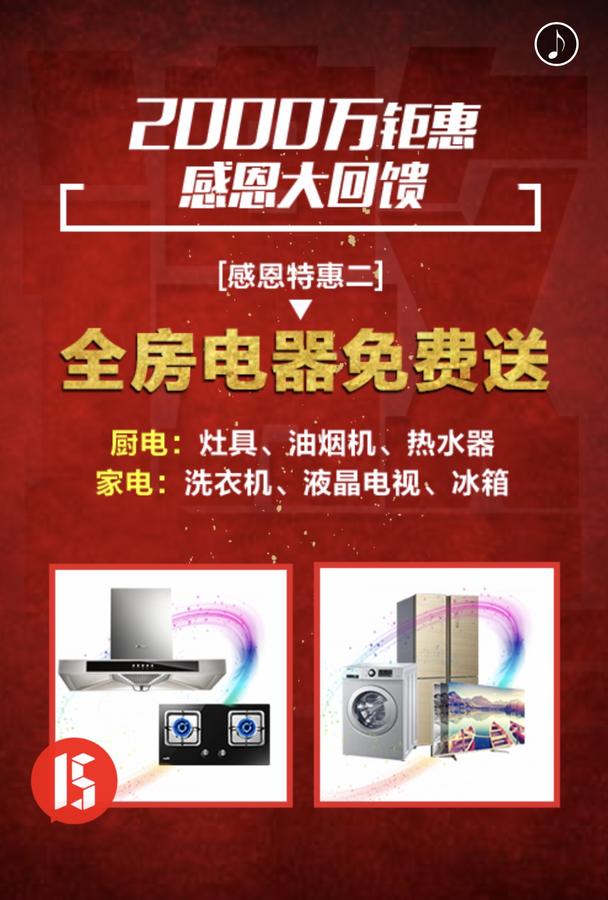 2000万钜惠
感恩大回馈
[感恩特惠二]
全房电器免费送
厨电：灶具、油烟机、热水器
家电：洗衣机、液晶电视、冰箱